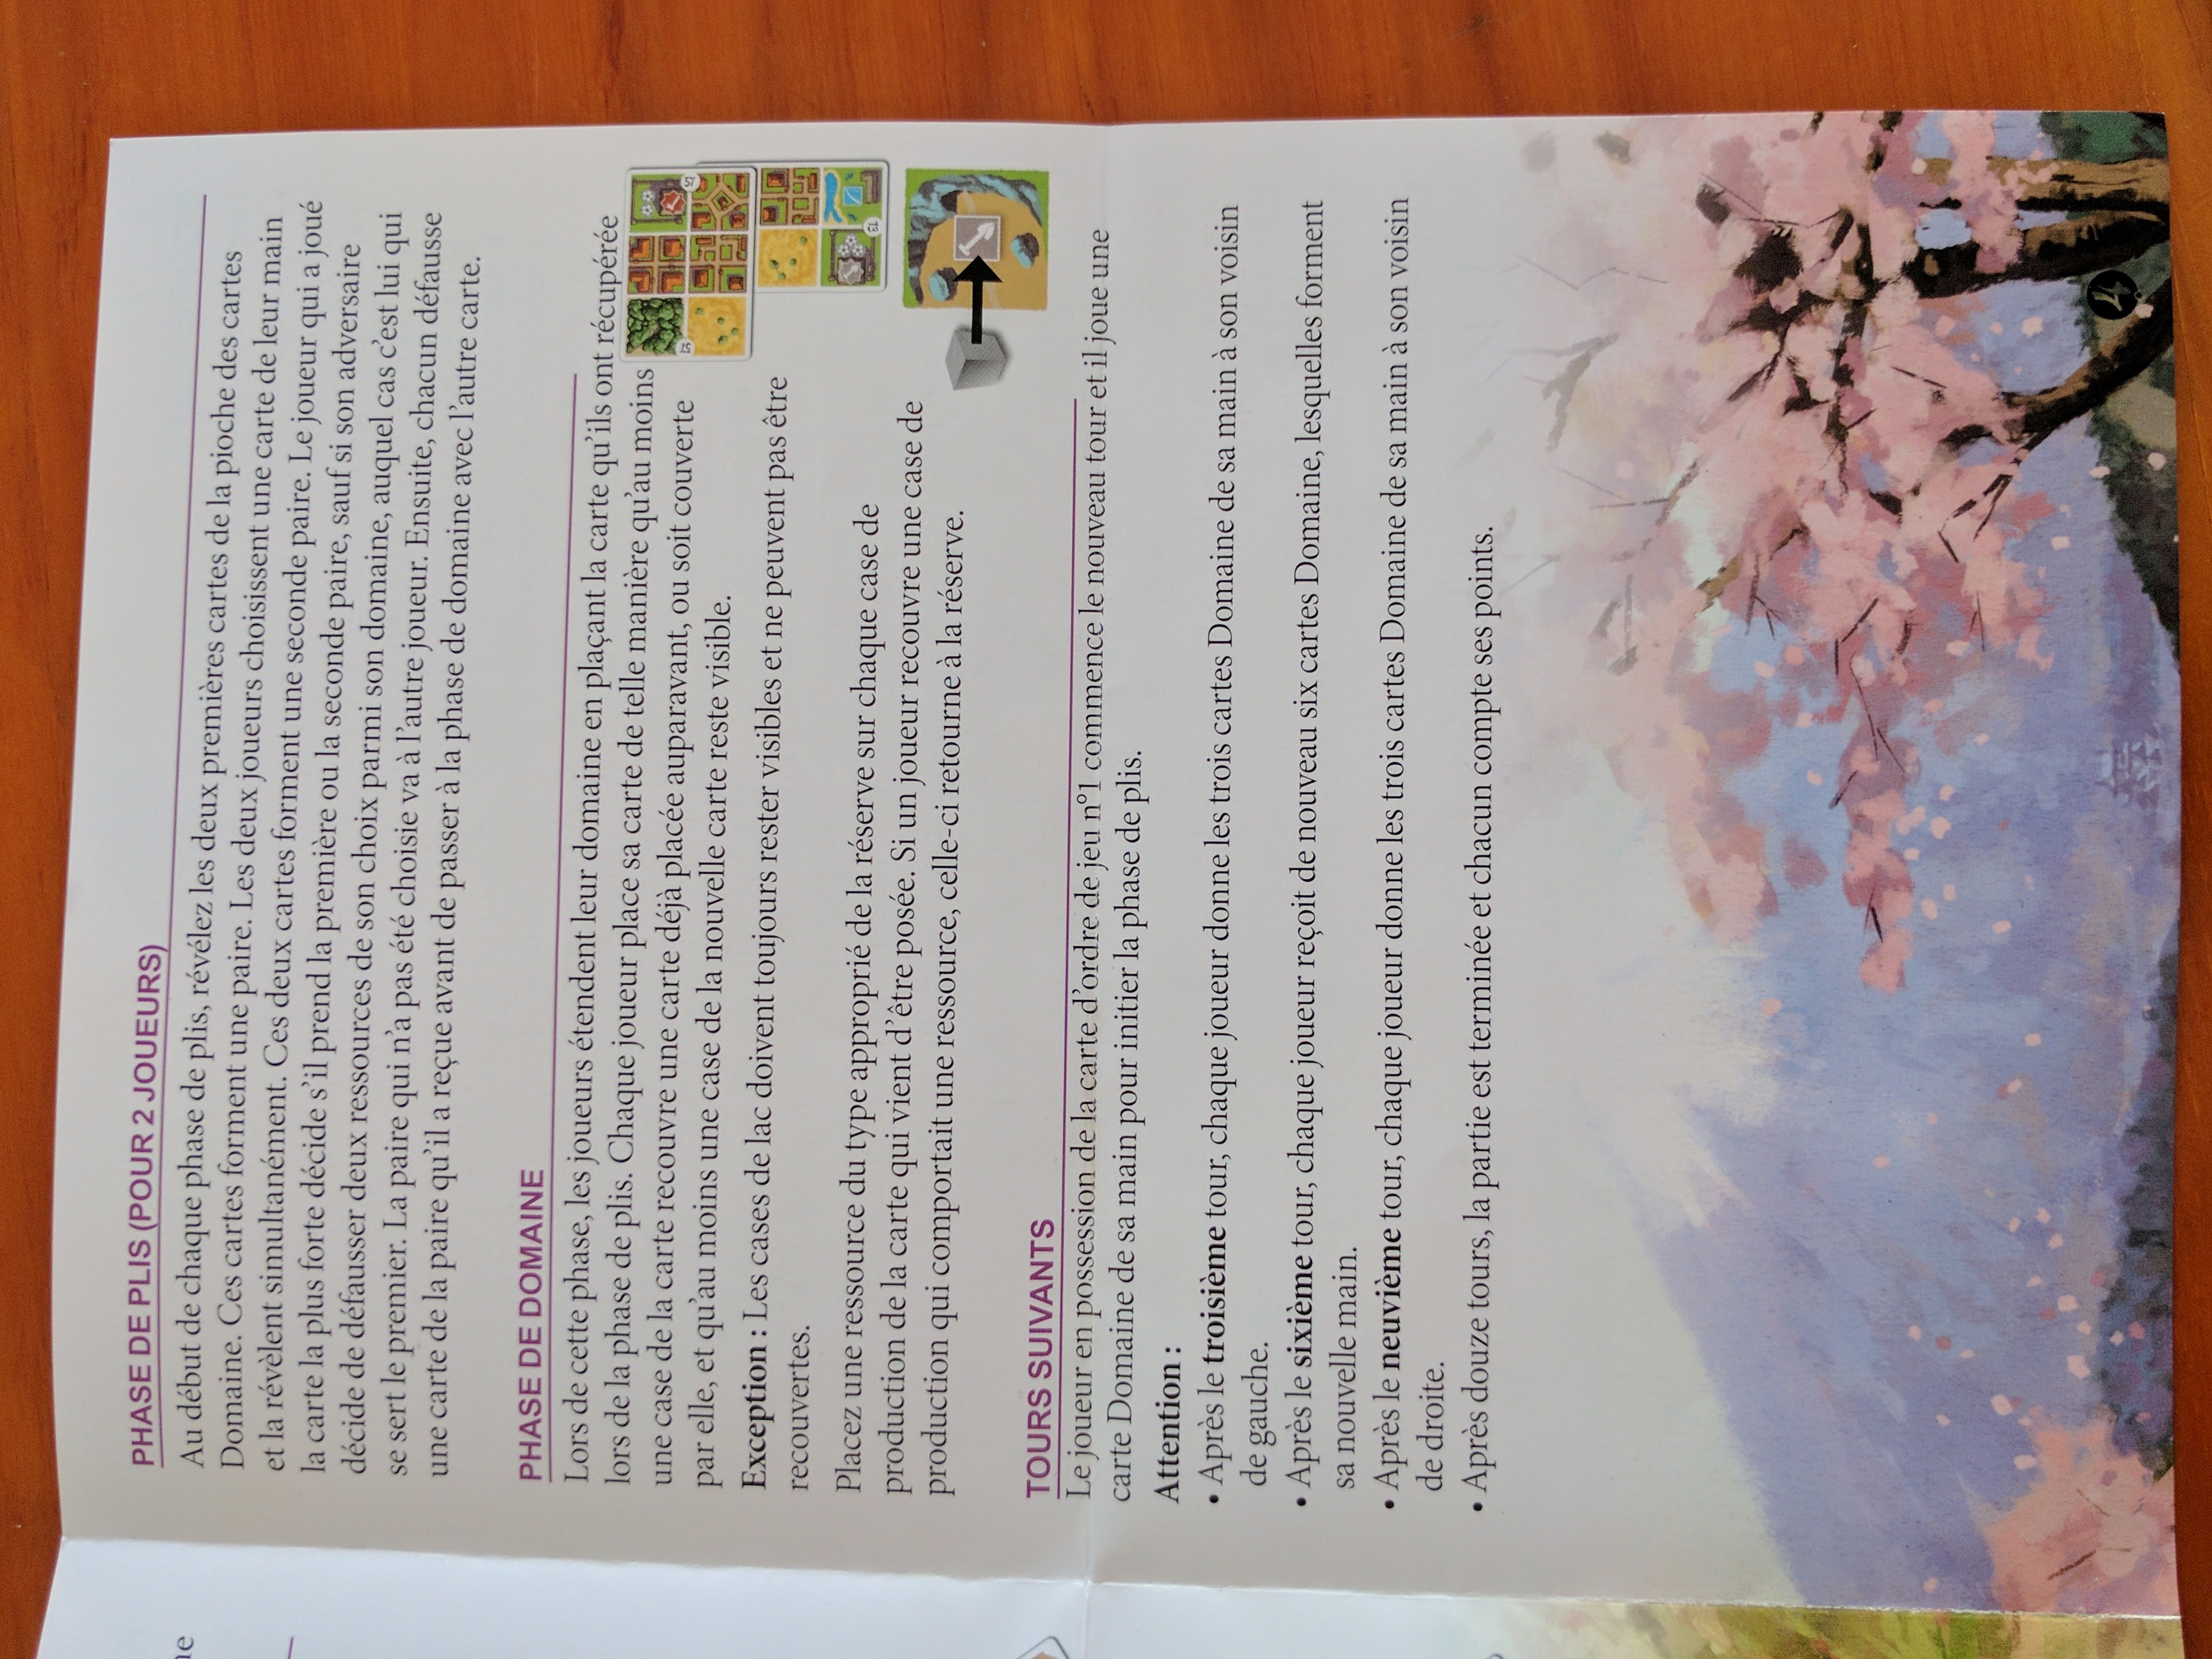 ne
PHASE DE PLIS (POUR 2 JOUEURS)
Au début de chaque phase de plis, révélez les deux premières cartes de la pioche des cartes
Domaine. Ces cartes forment une paire. Les deux joueurs choisissent une carte de leur main
et la révèlent simultanément. Ces deux cartes forment une seconde paire. Le joueur qui a joué
la carte la plus forte décide s'il prend la première ou la seconde paire, sauf si son adversaire
décide de défausser deux ressources de son choix parmi son domaine, auquel cas c'est lui qui
se sert le premier. La paire qui n'a pas été choisie va à l'autre joueur. Ensuite, chacun défausse
une carte de la paire qu'il a reçue avant de passer à la phase de domaine avec l'autre carte.
PHASE DE DOMAINE
Lors de cette phase, les joueurs étendent leur domaine en plaçant la carte qu'ils ont récupérée
lors de la phase de plis. Chaque joueur place sa carte de telle manière qu'au moins
une case de la carte recouvre une carte déjà placée auparavant, ou soit couverte
par elle, et qu'au moins une case de la nouvelle carte reste visible.
Exception : Les cases de lac doivent toujours rester visibles et ne peuvent pas être
recouvertes.
Placez une ressource du type approprié de la réserve sur chaque case de
production de la carte qui vient d'être posée. Si un joueur recouvre une case de
production qui comportait une ressource, celle-ci retourne à la réserve.
57
13
TOURS SUIVANTS
Le joueur en possession de la carte d'ordre de jeu n°1 commence le nouveau tour et il joue une
carte Domaine de sa main pour initier la phase de plis.
Attention :
• Après le troisième tour, chaque joueur donne les trois cartes Domaine de sa main à son voisin
de gauche.
• Après le sixième tour, chaque joueur reçoit de nouveau six cartes Domaine, lesquelles forment
sa nouvelle main.
• Après le neuvième tour, chaque joueur donne les trois cartes Domaine de sa main à son voisin
de droite.
• Après douze tours, la partie est terminée et chacun compte ses points.
4